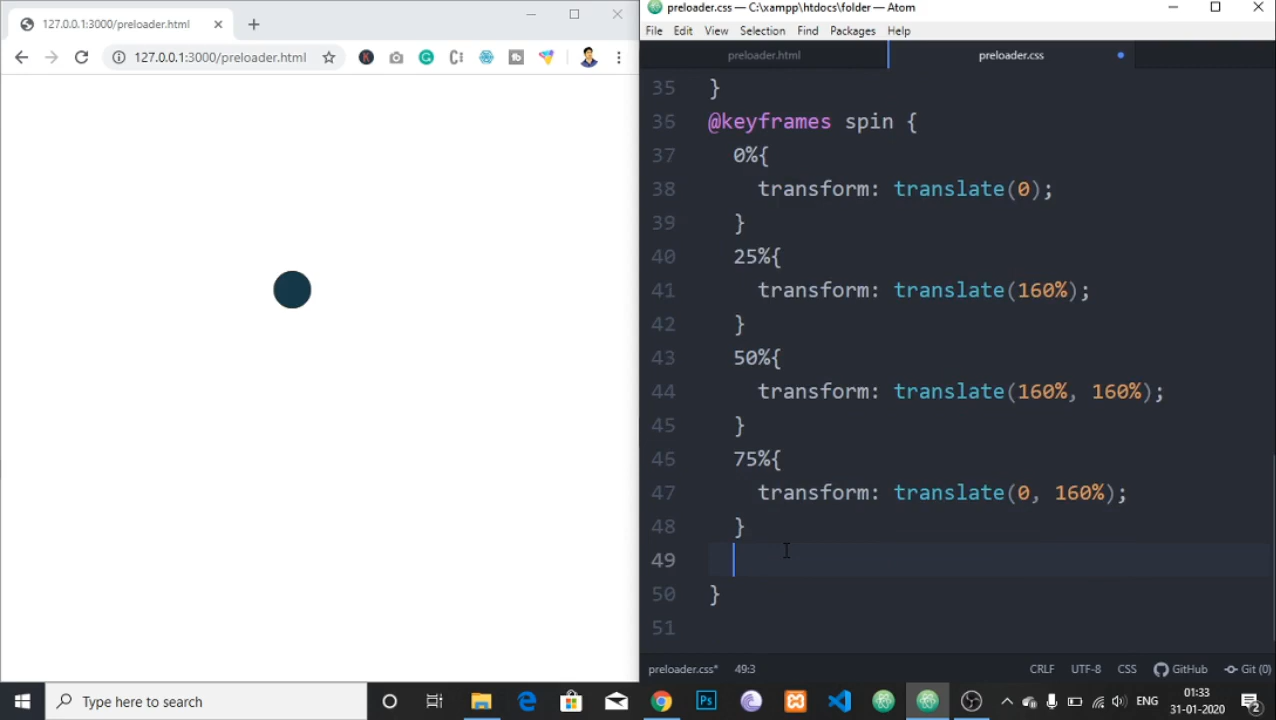 127.0.0.1:3000/preloader.html
127.0.0.1:3000/preloader.html
preloader.css — C:\xampp\htdocs\folder — Atom
File Edit View Selection Find Packages Help
preloader.html preloader.css
35 }
36 @keyframes spin {
37 0%{
38 transform: translate(0);
39 }
40 25%{
41 transform: translate(160%);
42 }
43 50%{
44 transform: translate(160%, 160%);
45 }
46 75%{
47 transform: translate(0, 160%);
48 }
49
50 }
51
preloader.css* 49:3 CRLF UTF-8 CSS GitHub Git (0)
Type here to search
Ps
ENG
01:33
31-01-2020
2